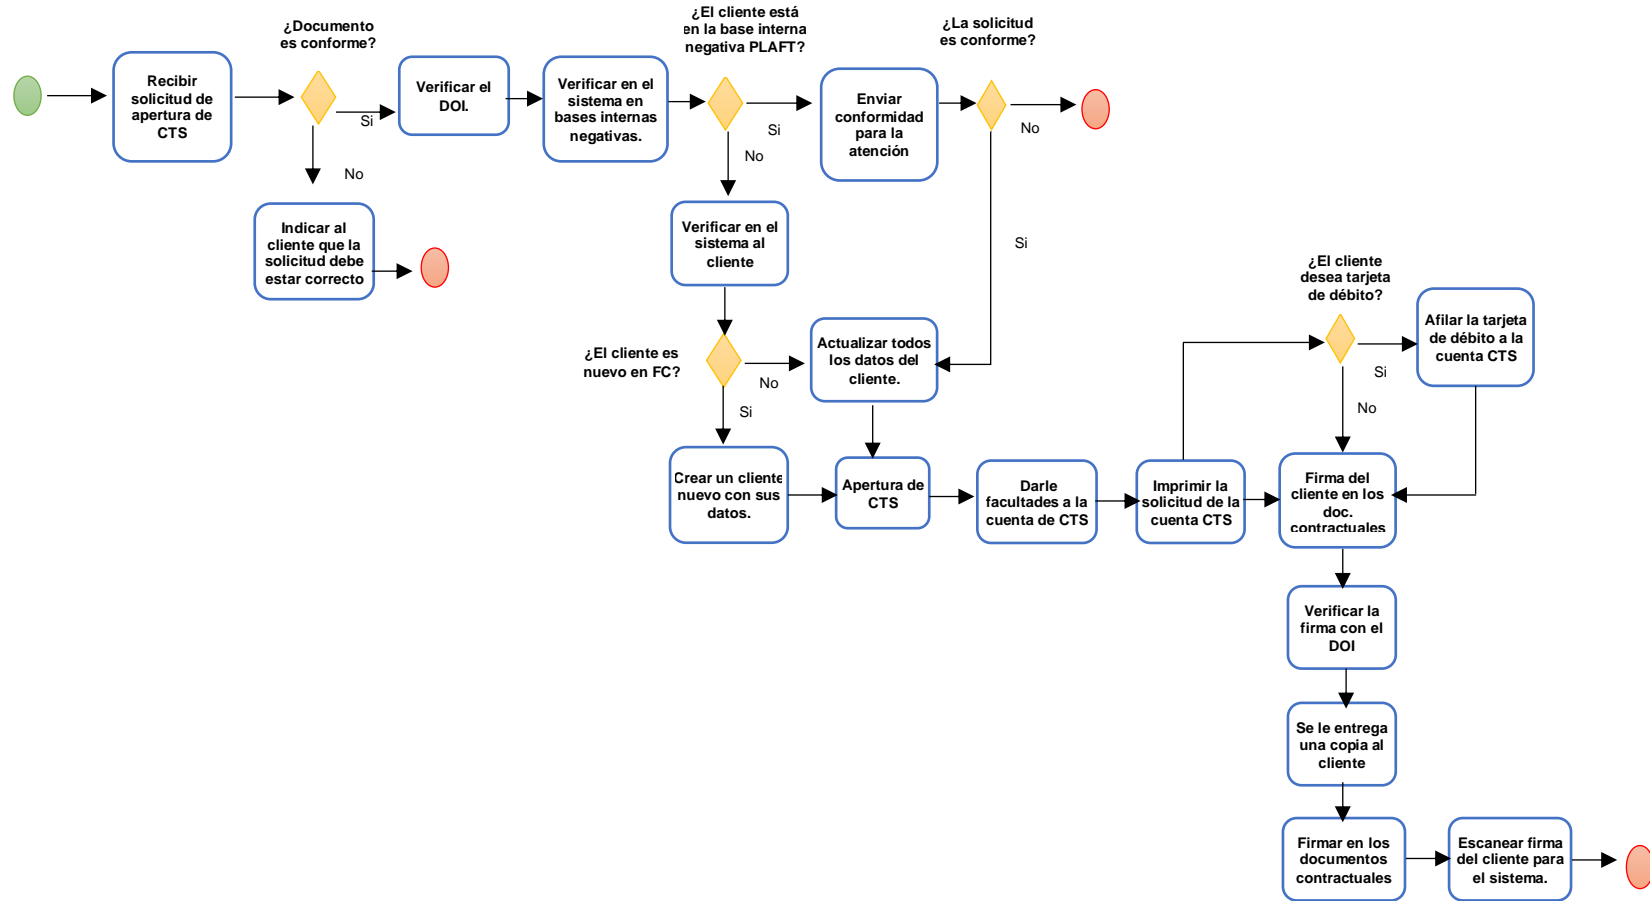 ¿Documento
es conforme?
¿El cliente está
en la base interna
negativa PLAFT?
¿La solicitud
es conforme?
Recibir
solicitud de
apertura de
CTS
Si
No
Verificar el
DOI.
Verificar en el
sistema en
bases internas
negativas.
Si
No
Enviar
conformidad
para la
atención
No
Si
Indicar al
cliente que la
solicitud debe
estar correcto
Verificar en el
sistema al
cliente
¿El cliente es
nuevo en FC?
No
Si
Actualizar todos
los datos del
cliente.
¿El cliente
desea tarjeta
de débito?
Si
No
Afilar la tarjeta
de débito a la
cuenta CTS
Crear un cliente
nuevo con sus
datos.
Apertura de
CTS
Darle
facultades a la
cuenta de CTS
Imprimir la
solicitud de la
cuenta CTS
Firma del
cliente en los
doc.
contractuales
Verificar la
firma con el
DOI
Se le entrega
una copia al
cliente
Firmar en los
documentos
contractuales
Escanear firma
del cliente para
el sistema.